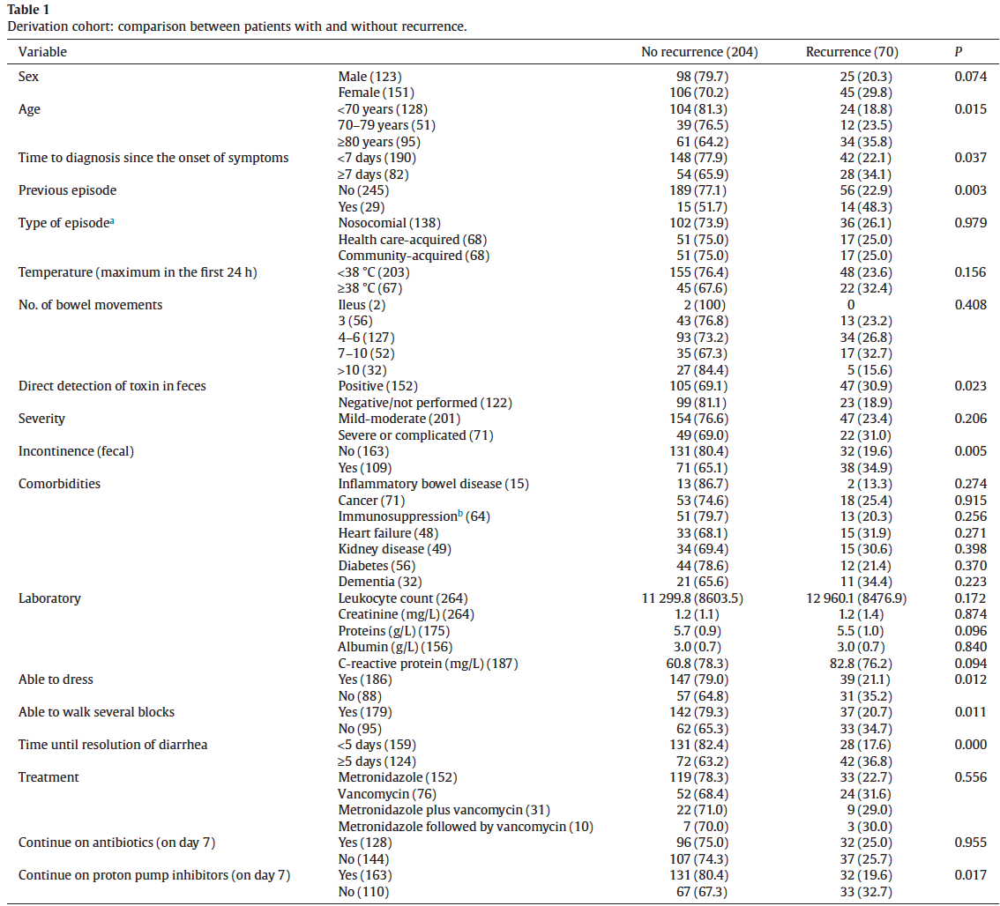 Table 1
Derivation cohort: comparison between patients with and without recurrence.
Variable No recurrence (204) Recurrence (70) P
Sex Male (123) 98 (79.7) 25 (20.3) 0.074
Female (151) 106 (70.2) 45 (29.8)
Age <70 years (128) 104 (81.3) 24 (18.8) 0.015
70–79 years (51) 39 (76.5) 12 (23.5)
≥80 years (95) 61 (64.2) 34 (35.8)
Time to diagnosis since the onset of symptoms <7 days (190) 148 (77.9) 42 (22.1) 0.037
≥7 days (82) 54 (65.9) 28 (34.1)
Previous episode No (245) 189 (77.1) 56 (22.9) 0.003
Yes (29) 15 (51.7) 14 (48.3)
Type of episodea Nosocomial (138) 102 (73.9) 36 (26.1) 0.979
Health care-acquired (68) 51 (75.0) 17 (25.0)
Community-acquired (68) 51 (75.0) 17 (25.0)
Temperature (maximum in the first 24 h) <38 °C (203) 155 (76.4) 48 (23.6) 0.156
≥38 °C (67) 45 (67.6) 22 (32.4)
No. of bowel movements Ileus (2) 2 (100) 0 0.408
3 (56) 43 (76.8) 13 (23.2)
4–6 (127) 93 (73.2) 34 (26.8)
7–10 (52) 35 (67.3) 17 (32.7)
>10 (32) 27 (84.4) 5 (15.6)
Direct detection of toxin in feces Positive (152) 105 (69.1) 47 (30.9) 0.023
Negative/not performed (122) 99 (81.1) 23 (18.9)
Severity Mild-moderate (201) 154 (76.6) 47 (23.4) 0.206
Severe or complicated (71) 49 (69.0) 22 (31.0)
Incontinence (fecal) No (163) 131 (80.4) 32 (19.6) 0.005
Yes (109) 71 (65.1) 38 (34.9)
Comorbidities Inflammatory bowel disease (15) 13 (86.7) 2 (13.3) 0.274
Cancer (71) 53 (74.6) 18 (25.4) 0.915
Immunosuppressionb (64) 51 (79.7) 13 (20.3) 0.256
Heart failure (48) 33 (68.1) 15 (31.9) 0.271
Kidney disease (49) 34 (69.4) 15 (30.6) 0.398
Diabetes (56) 44 (78.6) 12 (21.4) 0.370
Dementia (32) 21 (65.6) 11 (34.4) 0.223
Laboratory Leukocyte count (264) 11 299.8 (8603.5) 12 960.1 (8476.9) 0.172
Creatinine (mg/L) (264) 1.2 (1.1) 1.2 (1.4) 0.874
Proteins (g/L) (175) 5.7 (0.9) 5.5 (1.0) 0.096
Albumin (g/L) (156) 3.0 (0.7) 3.0 (0.7) 0.840
C-reactive protein (mg/L) (187) 60.8 (78.3) 82.8 (76.2) 0.094
Able to dress Yes (186) 147 (79.0) 39 (21.1) 0.012
No (88) 57 (64.8) 31 (35.2)
Able to walk several blocks Yes (179) 142 (79.3) 37 (20.7) 0.011
No (95) 62 (65.3) 33 (34.7)
Time until resolution of diarrhea <5 days (159) 131 (82.4) 28 (17.6) 0.000
≥5 days (124) 72 (63.2) 42 (36.8)
Treatment Metronidazole (152) 119 (78.3) 33 (22.7) 0.556
Vancomycin (76) 52 (68.4) 24 (31.6)
Metronidazole plus vancomycin (31) 22 (71.0) 9 (29.0)
Metronidazole followed by vancomycin (10) 7 (70.0) 3 (30.0)
Continue on antibiotics (on day 7) Yes (128) 96 (75.0) 32 (25.0) 0.955
No (144) 107 (74.3) 37 (25.7)
Continue on proton pump inhibitors (on day 7) Yes (163) 131 (80.4) 32 (19.6) 0.017
No (110) 67 (67.3) 33 (32.7)